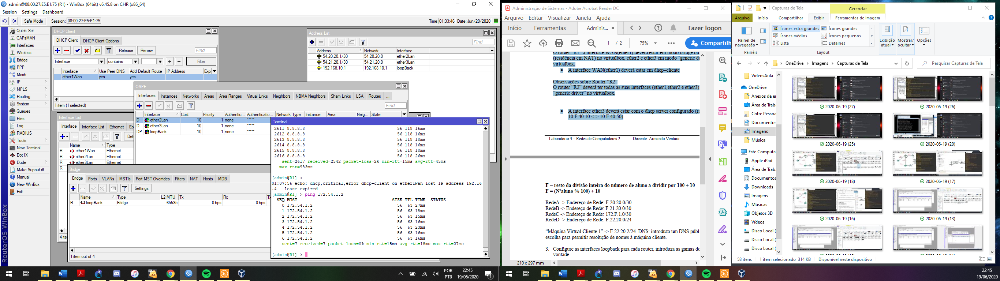 admin@08:00:27:E5:E1:75 (R1) - WinBox (64bit) v6.45.8 on CHR (x86_64)
Session Settings Dashboard
Safe Mode Session: 08:00:27:E5:E1:75 Time: 01:33:46 Date: Jun/20/2020
Quick Set
CAPsMAN
Interfaces
Wireless
Bridge
PPP
Mesh
IP
MPLS
Routing
System
Queues
Files
Log
RADIUS
Tools
New Terminal
Dot1X
Dude
Make Supout.rif
Manual
New WinBox
Exit
RouterOS WinBox
DHCP Client
DHCP Client DHCP Client Options
Release Renew Find
Interface contains Filter
Interface Use Peer DNS Add Default Route IP Address Expi
ether1Wan yes yes
1 item (1 selected)
Address List
Find
Address Network Interface
54.20.20.1/30 54.20.20.0 ether2Lan
54.21.20.1/30 54.21.20.0 ether3Lan
192.168.10.1 192.168.10.1 loopBack
OSPF
Interfaces Instances Networks Areas Area Ranges Virtual Links Neighbors NBMA Neighbors Sham Links LSA Routes ...
Find
Interface Cost Priority Authentic... Authenticatio... Network Type Instance Area Neig... State
D ether2Lan 10 1 none *****
D ether3Lan 10 1 none *****
DP loopBack 10 1 none *****
Interface List
Interface Interface List Ethernet Eo
Det
Name Type
R ether1Wan Ethernet
R ether2Lan Ethernet
R ether3Lan Ethernet
R
4 iter
Bridge
Bridge Ports VLANs MSTIs Port MST Overrides Filters NAT Hosts MDB
Settings
Name Type L2 MTU Tx Rx Tx
R loopBack Bridge 65535 0 bps 0 bps
1 item out of 4
Terminal
2611 8.8.8.8 56 118 16ms
2612 8.8.8.8 56 118 16ms
2613 8.8.8.8 56 118 18ms
2614 8.8.8.8 56 118 16ms
2615 8.8.8.8 56 118 18ms
2616 8.8.8.8 56 118 26ms
sent=2617 received=2542 packet-loss=2% min-rtt=15ms avg-rtt=45ms
max-rtt=983ms
[admin@R1] >
01:07:56 echo: dhcp,critical,error dhcp-client on ether1Wan lost IP address 192.16
.4 - lease expired
[admin@R1] > ping 172.54.1.2
SEQ HOST SIZE TTL TIME STATUS
0 172.54.1.2 56 63 27ms
1 172.54.1.2 56 63 18ms
2 172.54.1.2 56 63 15ms
3 172.54.1.2 56 63 16ms
4 172.54.1.2 56 63 23ms
5 172.54.1.2 56 63 16ms
6 172.54.1.2 56 63 16ms
sent=7 received=7 packet-loss=0% min-rtt=15ms avg-rtt=18ms max-rtt=27ms
[admin@R1] >
POR
PTB
22:45
19/06/2020
1
Administração de Sistemas - Adobe Acrobat Reader DC
Arquivo Editar Visualizar Janela Ajuda
Início Ferramentas Adminis... Fazer logon
1 / 2 75% Compartilh
O router "R1" a interface WAN(ether1) deverá estar em modo bridge ou
(residência em NAT) no virtualbox, ether2 e ether3 em modo "generic dr
virtualbox.
• A interface WAN(ether1) deverá estar em dhcp–cliente
Observações sobre Router "R2"
O router "R2" deverá ter todas as suas interfaces (ether1,ether2 e ether3)
"generic driver" no virtualbox.
• A interface ether3 deverá estar com o dhcp server configurado (ra
10.F.40.10 <-> 10.F.40.50)
Laboratório 3 – Redes de Computadores 2 Docente: Armando Ventura
F = resto da divisão inteira do número de aluno a dividir por 100 + 10
F = (Nºaluno % 100) + 10
RedeA -> Endereço de Rede: F.20.20.0/30
RedeB -> Endereço de Rede: F.21.20.0/30
RedeC -> Endereço de Rede: 172.F.1.0/30
RedeD -> Endereço de Rede: F.22.20.0/24
"Máquina Virtual Cliente 1" -> F.22.20.2/24 DNS: introduza um DNS públi
escolha para permitir resolução de nomes à máquina cliente.
3. Configure as interfaces loopback para cada router, introduza as gamas de
vontade.
210 x 297 mm
Capturas de Tela
Gerenciar
Arquivo Início Compartilhar Exibir Ferramentas de Imagem
Painel de navegação
Painéis
Ícones extra grandes Ícones grandes
Ícones médios Ícones pequenos
Lista Detalhes
Layout
Exibição atual
Mostrar/ ocultar
Opções
OneDrive Imagens Capturas de Tela Pesquisar Capturas de Tela
VideosAula
OneDrive
Anexos de er
Área de Trab
Cofre Pessoa
Documentos
Imagens
Música
Este Computa
Apple iPad
Área de Trab
Documentos
Downloads
Imagens
Músicas
Objetos 3D
Vídeos
Disco Local (
Disco Local (
Disco Local (
2020-06-19 (27) 2020-06-19 (26)
2020-06-19 (25) 2020-06-19 (20)
2020-06-19 (18) 2020-06-19 (17)
2020-06-19 (16) 2020-06-19 (13)
58 itens 1 item selecionado 314 KB Disponível neste dispositivo
22:45
19/06/2020